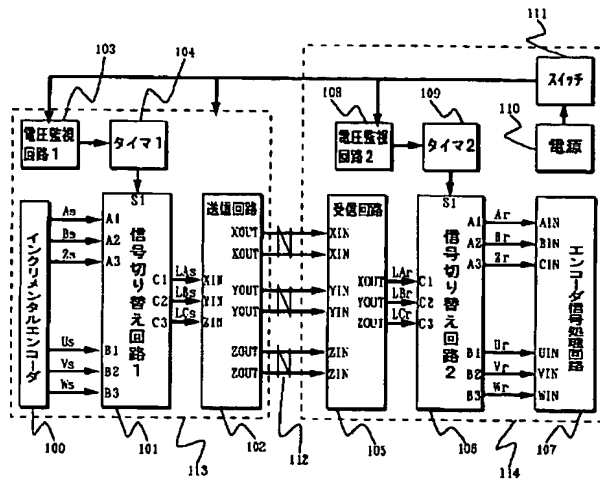 111
103
104
スイッチ
108
109
110
電圧監視
回路1
タイマ1
電圧監視
回路2
タイマ2
電源
インクリメンタルエンコーダ
As
Bs
Zs
Us
Vs
Ws
S1
A1
A2
A3
B1
B2
B3
信号切り替え回路1
C1
C2
C3
LAs
LBs
LCs
送信回路
XIN
YIN
ZIN
XOUT
XOUT
YOUT
YOUT
ZOUT
ZOUT
受信回路
XIN
XIN
YIN
YIN
ZIN
ZIN
XOUT
YOUT
ZOUT
LAr
LBr
LCr
C1
C2
C3
S1
信号切り替え回路2
A1
A2
A3
B1
B2
B3
Ar
Br
Zr
Ur
Vr
Wr
AIN
BIN
CIN
UIN
VIN
WIN
エンコーダ信号処理回路
100
101
113
102
112
105
106
114
107